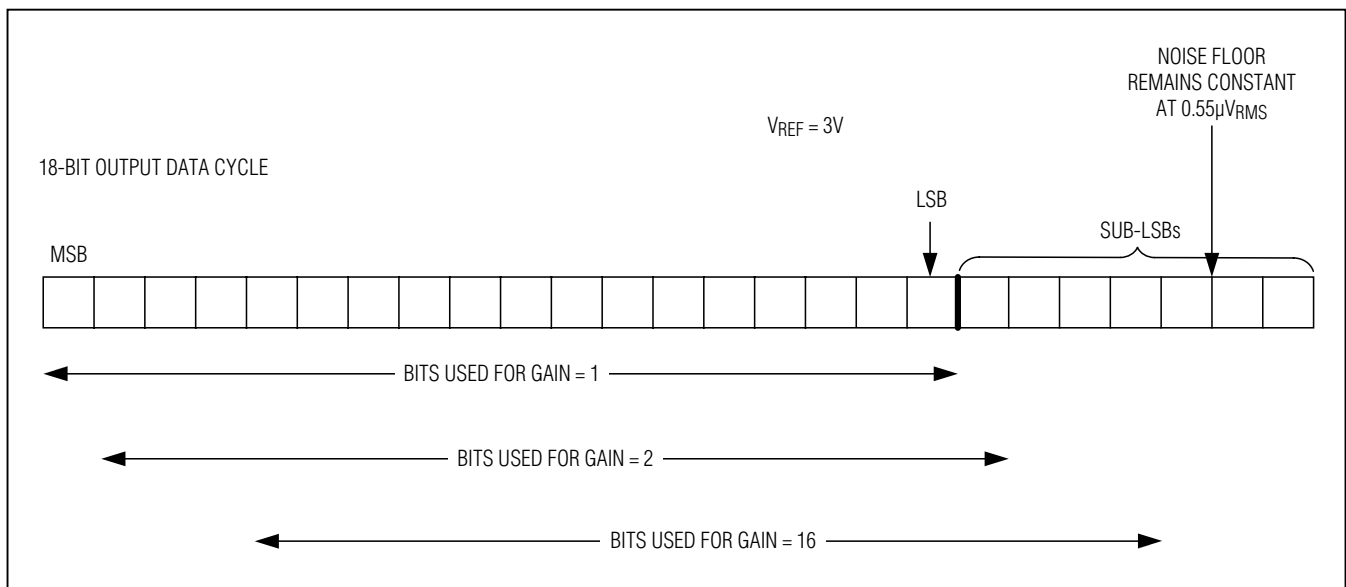 NOISE FLOOR
REMAINS CONSTANT
AT 0.55µVRMS
VREF = 3V
18-BIT OUTPUT DATA CYCLE
LSB
SUB-LSBs
MSB
BITS USED FOR GAIN = 1
BITS USED FOR GAIN = 2
BITS USED FOR GAIN = 16